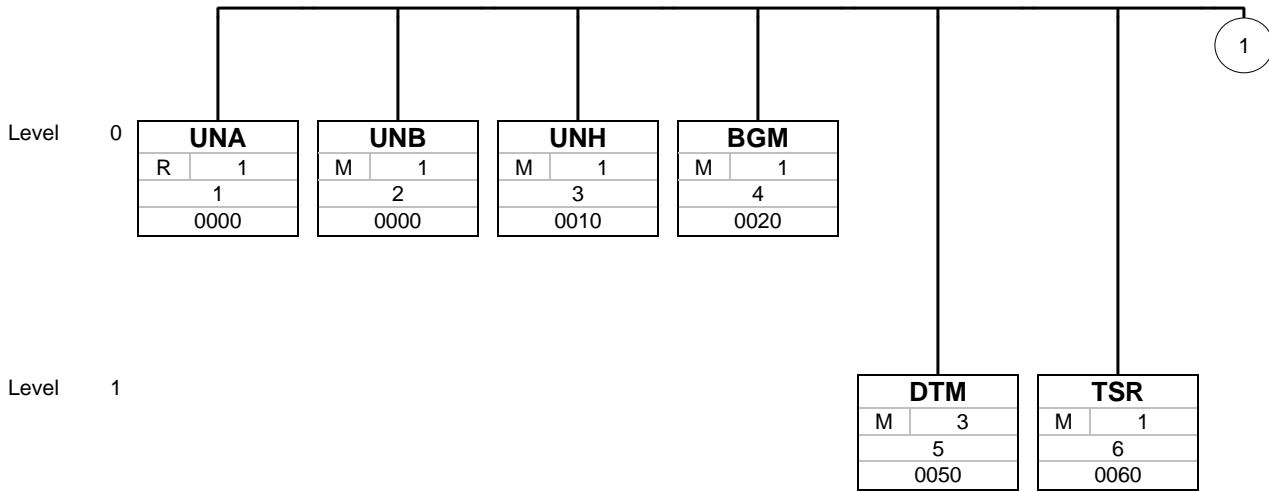 1
Level 0
UNA UNB UNH BGM
R 1 M 1 M 1 M 1
1 2 3 4
0000 0000 0010 0020
Level 1
DTM TSR
M 3 M 1
5 6
0050 0060